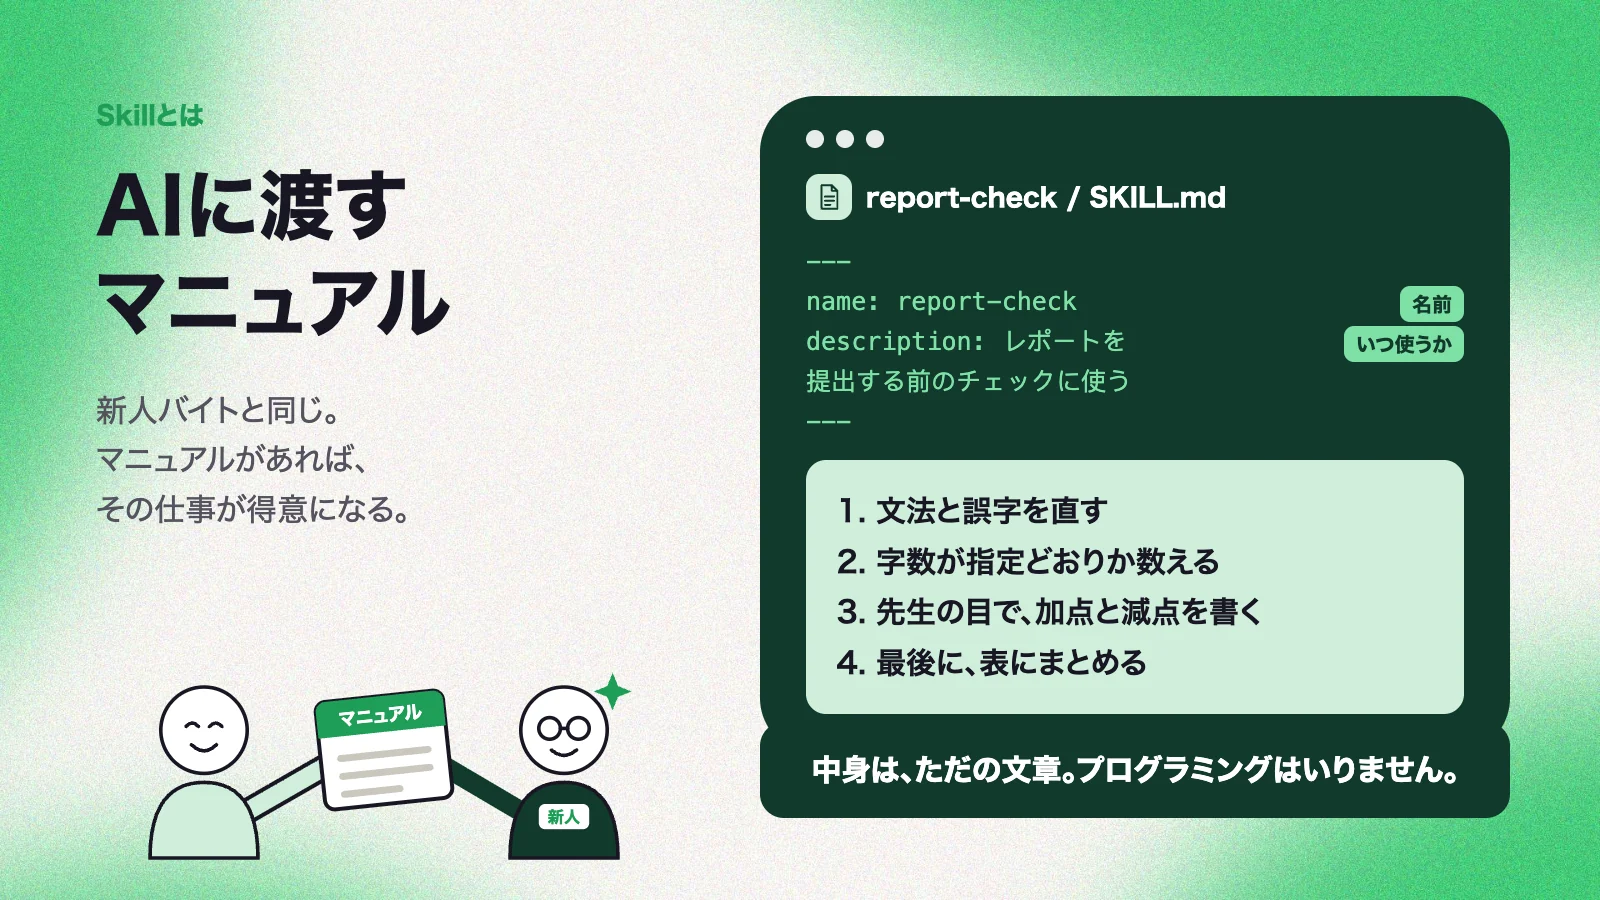 Skillとは
AIに渡す
マニュアル
新人バイトと同じ。
マニュアルがあれば、
その仕事が得意になる。
マニュアル
新人
report-check / SKILL.md
---
name: report-check
名前
description: レポートを
いつ使うか
提出する前のチェックに使う
---
1. 文法と誤字を直す
2. 字数が指定どおりか数える
3. 先生の目で、加点と減点を書く
4. 最後に、表にまとめる
中身は、ただの文章。プログラミングはいりません。